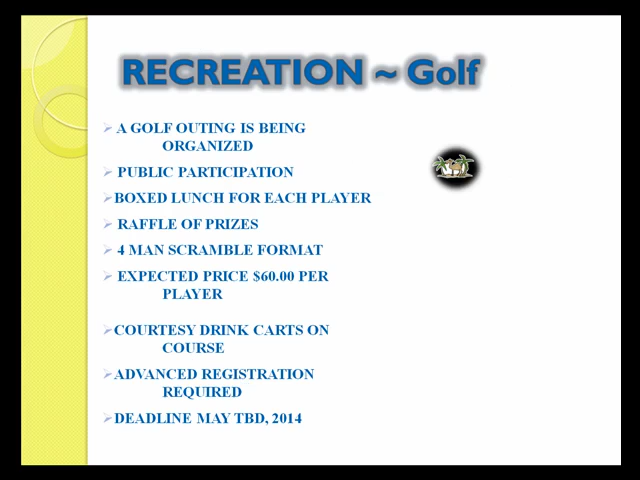 RECREATION ~ Golf
A GOLF OUTING IS BEING
ORGANIZED
PUBLIC PARTICIPATION
BOXED LUNCH FOR EACH PLAYER
RAFFLE OF PRIZES
4 MAN SCRAMBLE FORMAT
EXPECTED PRICE $60.00 PER
PLAYER
COURTESY DRINK CARTS ON
COURSE
ADVANCED REGISTRATION
REQUIRED
DEADLINE MAY TBD, 2014